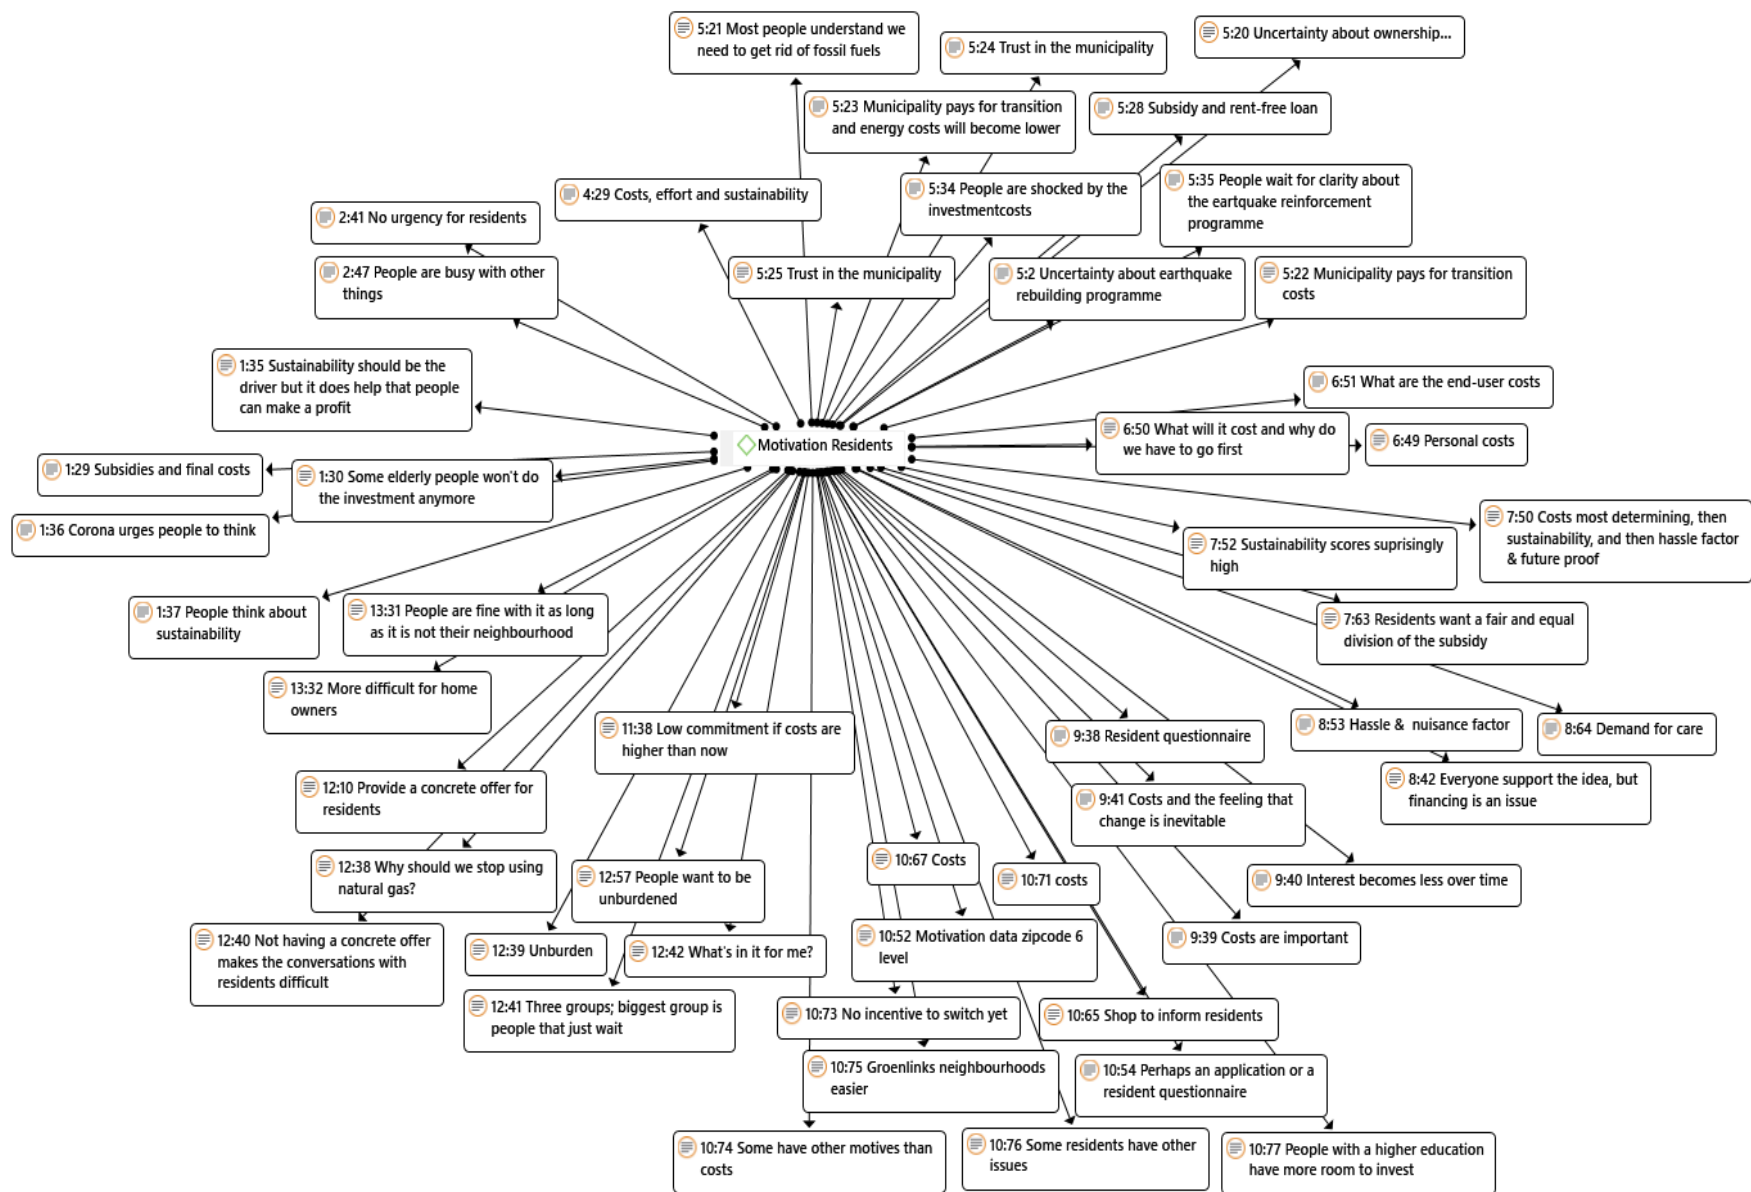 5:21 Most people understand we
need to get rid of fossil fuels
5:24 Trust in the municipality
5:20 Uncertainty about ownership...
5:23 Municipality pays for transition
and energy costs will become lower
5:28 Subsidy and rent-free loan
4:29 Costs, effort and sustainability
5:34 People are shocked by the
investmentcosts
5:35 People wait for clarity about
the eartquake reinforcement
programme
2:41 No urgency for residents
2:47 People are busy with other
things
5:25 Trust in the municipality
5:2 Uncertainty about earthquake
rebuilding programme
5:22 Municipality pays for transition
costs
1:35 Sustainability should be the
driver but it does help that people
can make a profit
6:51 What are the end-user costs
Motivation Residents
6:50 What will it cost and why do
we have to go first
6:49 Personal costs
1:29 Subsidies and final costs
1:30 Some elderly people won't do
the investment anymore
1:36 Corona urges people to think
7:50 Costs most determining, then
sustainability, and then hassle factor
& future proof
7:52 Sustainability scores suprisingly
high
1:37 People think about
sustainability
13:31 People are fine with it as long
as it is not their neighbourhood
7:63 Residents want a fair and equal
division of the subsidy
13:32 More difficult for home
owners
11:38 Low commitment if costs are
higher than now
9:38 Resident questionnaire
8:53 Hassle & nuisance factor
8:64 Demand for care
12:10 Provide a concrete offer for
residents
9:41 Costs and the feeling that
change is inevitable
8:42 Everyone support the idea, but
financing is an issue
12:38 Why should we stop using
natural gas?
12:57 People want to be
unburdened
10:67 Costs
10:71 costs
9:40 Interest becomes less over time
12:40 Not having a concrete offer
makes the conversations with
residents difficult
12:39 Unburden
12:42 What's in it for me?
10:52 Motivation data zipcode 6
level
9:39 Costs are important
12:41 Three groups; biggest group is
people that just wait
10:73 No incentive to switch yet
10:65 Shop to inform residents
10:75 Groenlinks neighbourhoods
easier
10:54 Perhaps an application or a
resident questionnaire
10:74 Some have other motives than
costs
10:76 Some residents have other
issues
10:77 People with a higher education
have more room to invest